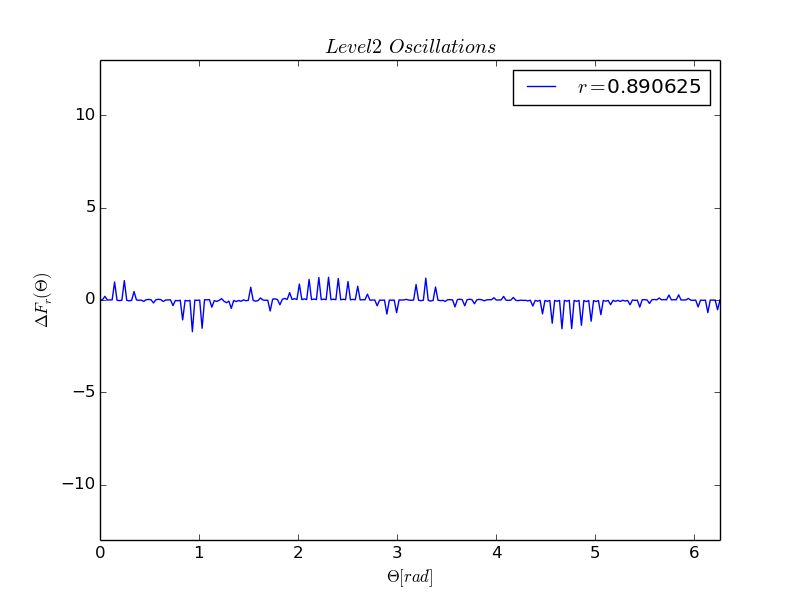 Level2 Oscillations
r=0.890625
10
5
0
−5
−10
ΔF_r(Θ)
0 1 2 3 4 5 6
Θ[rad]